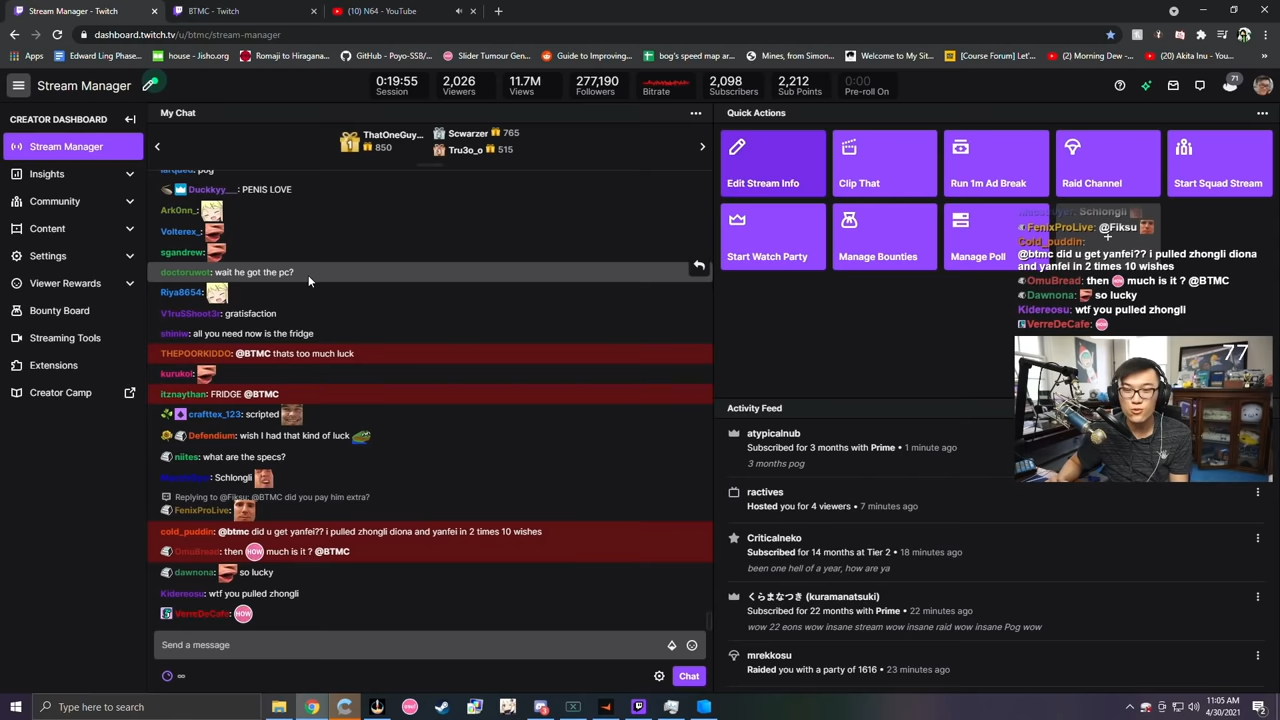 Stream Manager
BTMC - Twitch
(10) N64 - YouTube
dashboard.twitch.tv/u/btmc/stream-manager
Apps
Edward Ling Phase...
house - Jisho.org
Romaji to Hiragana...
GitHub - Poyo-SS/B...
Slider Tumour Gener...
Guide to Improving...
bog's speed map ar...
Mines, from Simon...
Welcome to My Sit...
[Course Forum] Let'...
(2) Morning Dew -...
(2) Akita Inu - You...
Stream Manager
0:19:55
Session
2,026
Viewers
11.7M
Views
277,190
Followers
Bitrate
2,098
Subscribers
2,212
Sub Points
0:00
Pre-roll On
71
CREATOR DASHBOARD
Stream Manager
Insights
Community
Content
Settings
Viewer Rewards
Bounty Board
Streaming Tools
Extensions
Creator Camp
My Chat
ThatOneGuy...
850
Scwarzer 765
Tru3o_o 515
larqued: pog
Duckkyy__: PENIS LOVE
Ark0nn_:
Volterex_:
sgandrew:
doctoruwot: wait he got the pc?
Riya8654:
V1ruSShoot3r: gratisfaction
shiniw: all you need now is the fridge
THEPOORKIDDO: @BTMC thats too much luck
kurukol:
itznaythan: FRIDGE @BTMC
crafttex_123: scripted
Defendium: wish I had that kind of luck
niites: what are the specs?
: Schlongli
Replying to @Fiksu: @BTMC did you pay him extra?
FenixProLive:
cold_puddin: @btmc did u get yanfei?? i pulled zhongli diona and yanfei in 2 times 10 wishes
OmuBread: then HOW much is it ? @BTMC
dawnona: so lucky
Kidereosu: wtf you pulled zhongli
VerreDeCafe: HOW
Send a message
Chat
Quick Actions
Edit Stream Info
Clip That
Run 1m Ad Break
Raid Channel
Start Squad Stream
Start Watch Party
Manage Bounties
Manage Poll
Schlongli
FenixProLive: @Fiksu
Cold_puddin:
@btmc did u get yanfei?? i pulled zhongli diona
and yanfei in 2 times 10 wishes
OmuBread: then HOW much is it ? @BTMC
Dawnona: so lucky
Kidereosu: wtf you pulled zhongli
VerreDeCafe: HOW
77
Activity Feed
atypicalnub
Subscribed for 3 months with Prime • 1 minute ago
3 months pog
ractives
Hosted you for 4 viewers • 7 minutes ago
Criticalneko
Subscribed for 14 months at Tier 2 • 18 minutes ago
been one hell of a year, how are ya
くらまなつき (kuramanatsuki)
Subscribed for 22 months with Prime • 22 minutes ago
wow 22 eons wow insane stream wow insane raid wow insane Pog wow
mrekkosu
Raided you with a party of 1616 • 23 minutes ago
Type here to search
osu!
11:05 AM
4/30/2021